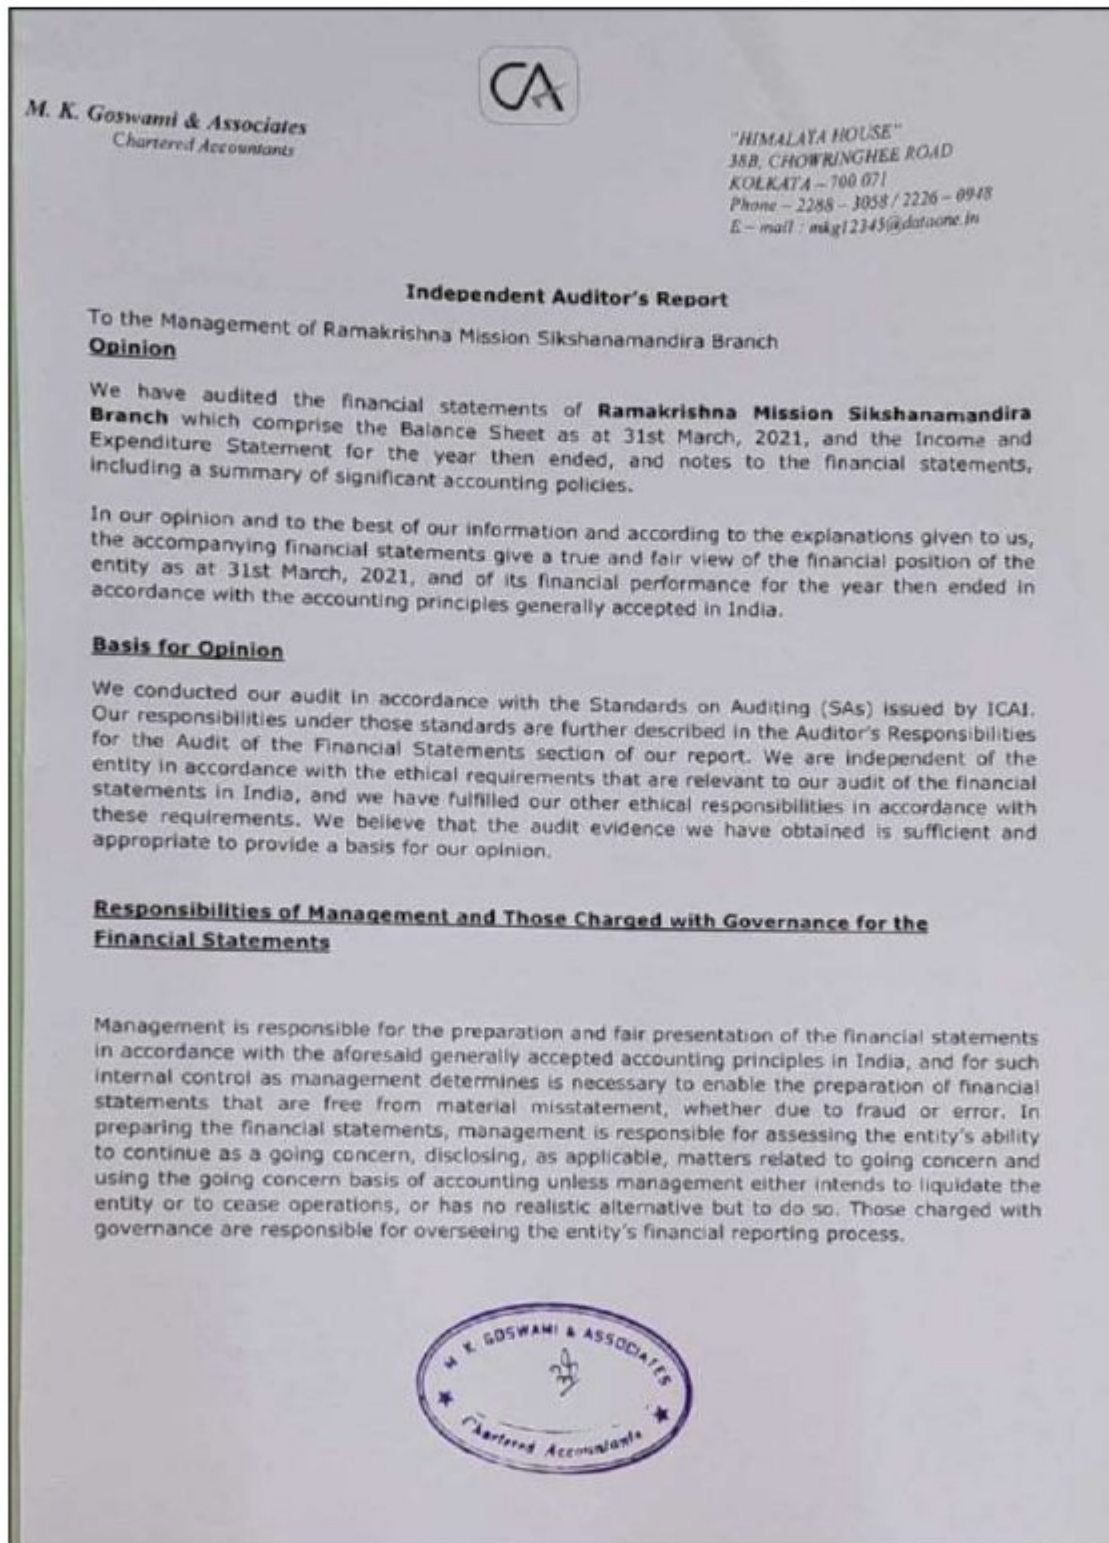 CA
M. K. Goswami & Associates
Chartered Accountants
"HIMALAYA HOUSE"
38B, CHOWRINGHEE ROAD
KOLKATA – 700 071
Phone – 2288 – 3058 / 2226 – 0948
E – mail : mkg12345@dataone.in
Independent Auditor's Report
To the Management of Ramakrishna Mission Sikshanamandira Branch
Opinion
We have audited the financial statements of Ramakrishna Mission Sikshanamandira
Branch which comprise the Balance Sheet as at 31st March, 2021, and the Income and
Expenditure Statement for the year then ended, and notes to the financial statements,
including a summary of significant accounting policies.
In our opinion and to the best of our information and according to the explanations given to us,
the accompanying financial statements give a true and fair view of the financial position of the
entity as at 31st March, 2021, and of its financial performance for the year then ended in
accordance with the accounting principles generally accepted in India.
Basis for Opinion
We conducted our audit in accordance with the Standards on Auditing (SAs) issued by ICAI.
Our responsibilities under those standards are further described in the Auditor's Responsibilities
for the Audit of the Financial Statements section of our report. We are independent of the
entity in accordance with the ethical requirements that are relevant to our audit of the financial
statements in India, and we have fulfilled our other ethical responsibilities in accordance with
these requirements. We believe that the audit evidence we have obtained is sufficient and
appropriate to provide a basis for our opinion.
Responsibilities of Management and Those Charged with Governance for the
Financial Statements
Management is responsible for the preparation and fair presentation of the financial statements
in accordance with the aforesaid generally accepted accounting principles in India, and for such
internal control as management determines is necessary to enable the preparation of financial
statements that are free from material misstatement, whether due to fraud or error. In
preparing the financial statements, management is responsible for assessing the entity's ability
to continue as a going concern, disclosing, as applicable, matters related to going concern and
using the going concern basis of accounting unless management either intends to liquidate the
entity or to cease operations, or has no realistic alternative but to do so. Those charged with
governance are responsible for overseeing the entity's financial reporting process.
M K GOSWAMI & ASSOCIATES
Chartered Accountants